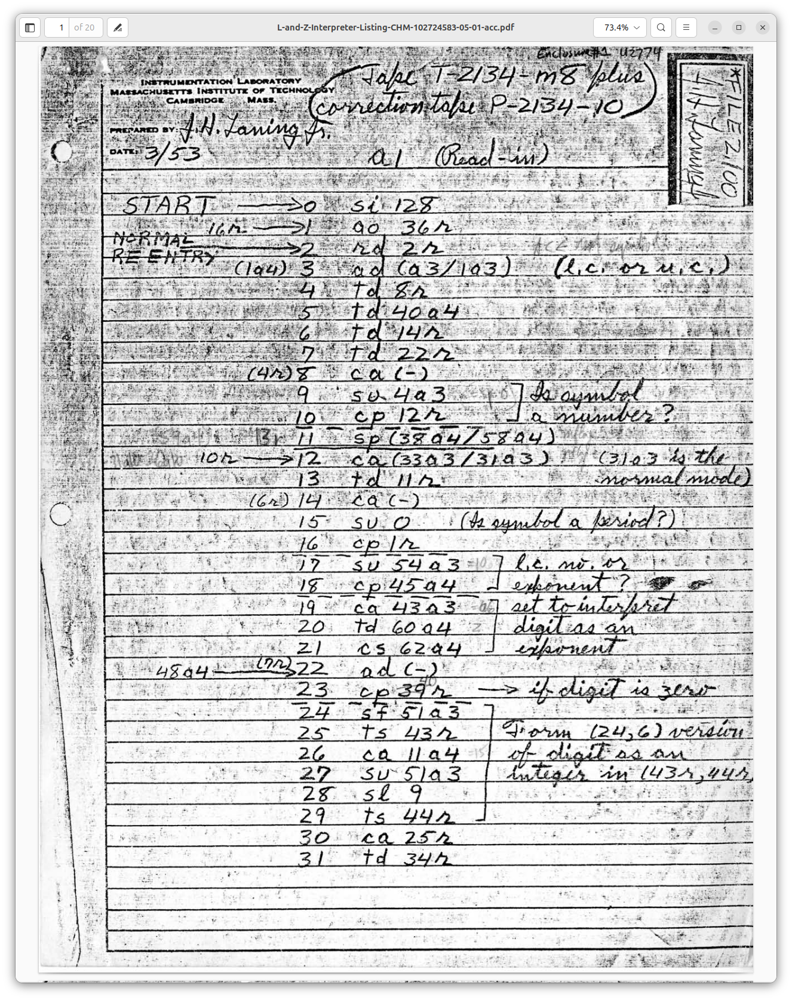 1 of 20 L-and-Z-Interpreter-Listing-CHM-102724583-05-01-acc.pdf 73.4%
Enclosure #1 U2774
Tape T-2134-m8 plus
correction tape P-2134-10
INSTRUMENTATION LABORATORY
MASSACHUSETTS INSTITUTE OF TECHNOLOGY
CAMBRIDGE MASS.
PREPARED BY: J.H. Laning Jr.
DATE: 3/53
*FILE 2100
J.H. Laning Jr.
a1 (Read-in)
START 0 si 128
16r 1 ao 36r
NORMAL RE ENTRY 2 rd 2r
(1a4) 3 ad (a3/1a3) (l.c. or u.c.)
4 td 8r
5 td 40a4
6 td 14r
7 td 22r
(4r) 8 ca (-)
9 su 4a3 Is symbol
10 cp 12r a number?
13r 11 sp (38a4/58a4)
10r 12 ca (33a3/31a3) (31a3 is the
13 td 11r normal mode)
(6r) 14 ca (-)
15 su 0 (Is symbol a period?)
16 cp 1r
17 su 54a3 l.c. no. or
18 cp 45a4 exponent?
19 ca 43a3 set to interpret
20 td 60a4 digit as an
21 cs 62a4 exponent
48a4 (7r) 22 ad (-)
40
23 cp 39r if digit is zero
24 sf 51a3
25 ts 43r Form (24,6) version
26 ca 11a4 of digit as an
27 su 51a3 integer in (43r, 44r,
28 sl 9
29 ts 44r
30 ca 25r
31 td 34r